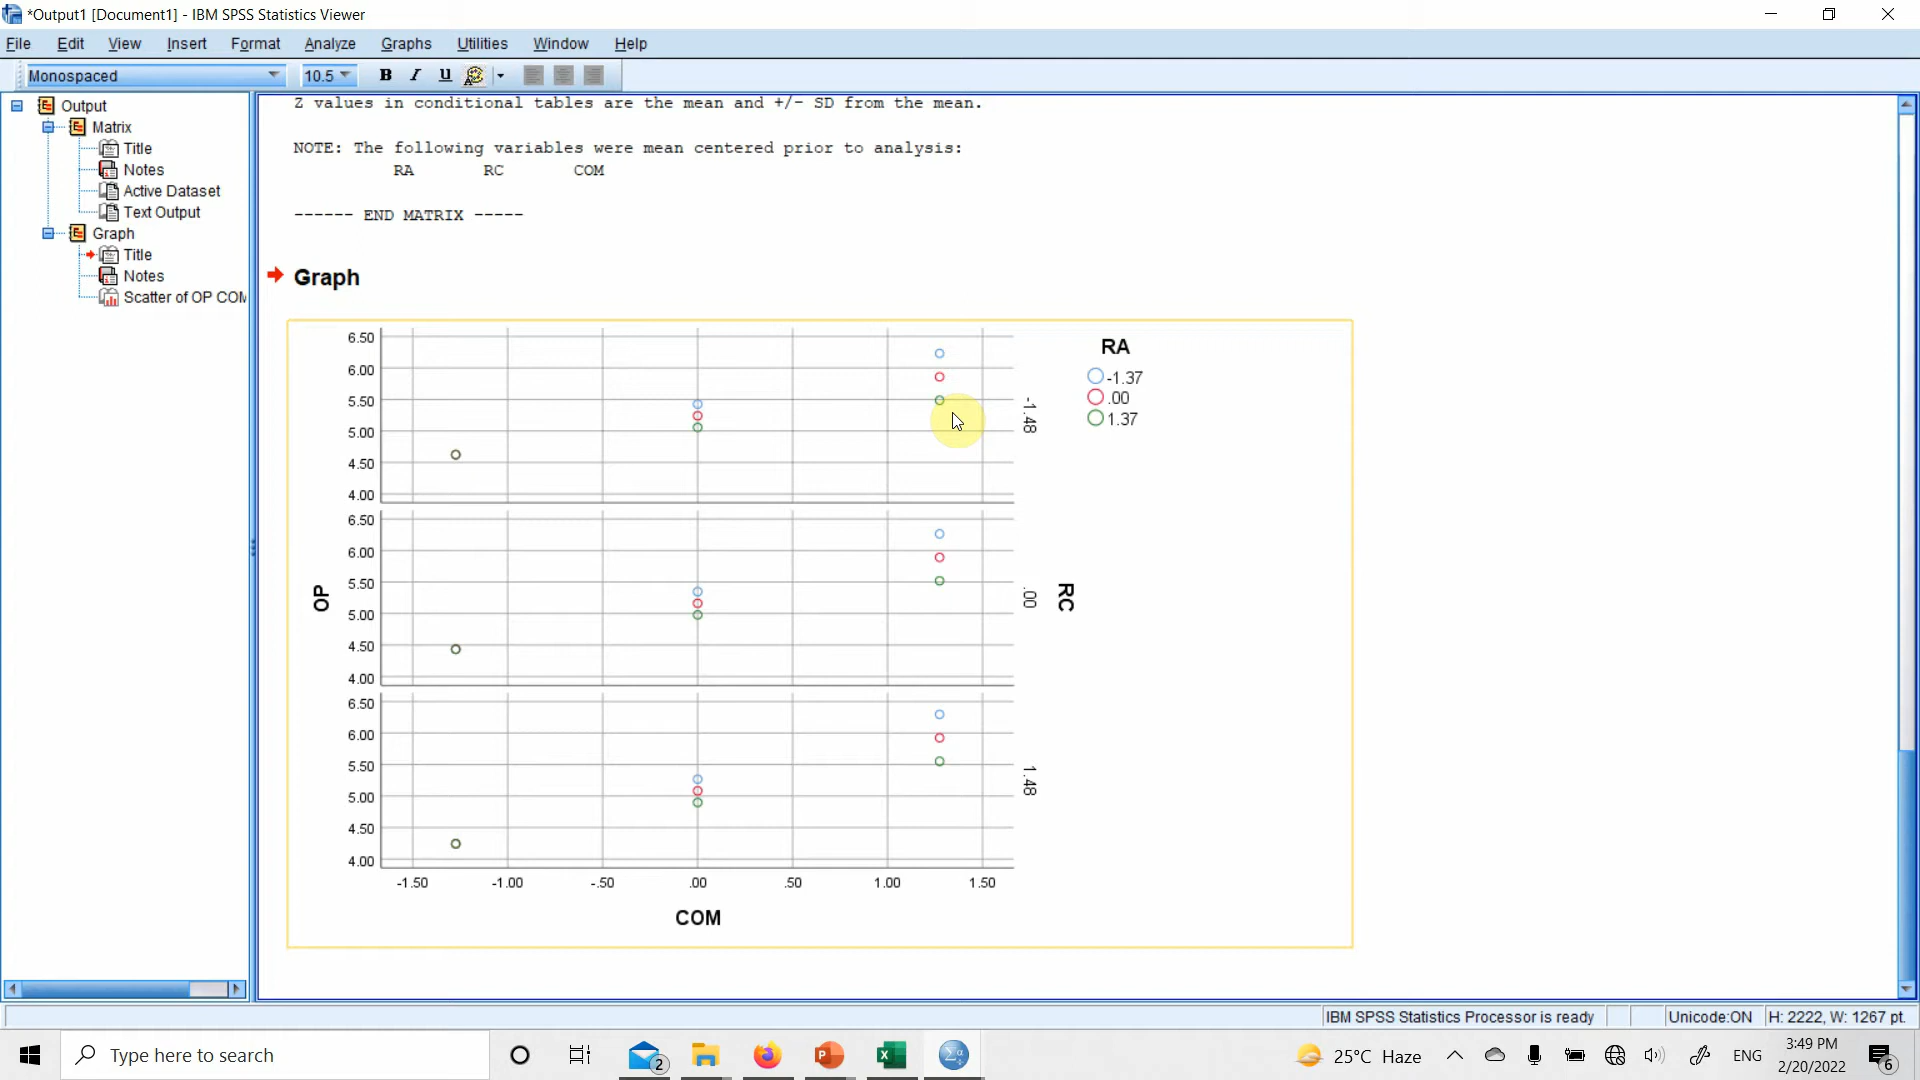 *Output1 [Document1] - IBM SPSS Statistics Viewer
File Edit View Insert Format Analyze Graphs Utilities Window Help
Monospaced 10.5 B I U
Output
Matrix
Title
Notes
Active Dataset
Text Output
Graph
Title
Notes
Scatter of OP COM
Z values in conditional tables are the mean and +/- SD from the mean.
NOTE: The following variables were mean centered prior to analysis:
RA RC COM
------ END MATRIX -----
Graph
6.50
6.00
5.50
5.00
4.50
4.00
-1.48
6.50
6.00
5.50
5.00
4.50
4.00
.00
6.50
6.00
5.50
5.00
4.50
4.00
1.48
OP
RC
-1.50 -1.00 -.50 .00 .50 1.00 1.50
COM
RA
-1.37
.00
1.37
IBM SPSS Statistics Processor is ready Unicode:ON H: 2222, W: 1267 pt.
Type here to search
2
25°C Haze
ENG
3:49 PM
2/20/2022
6